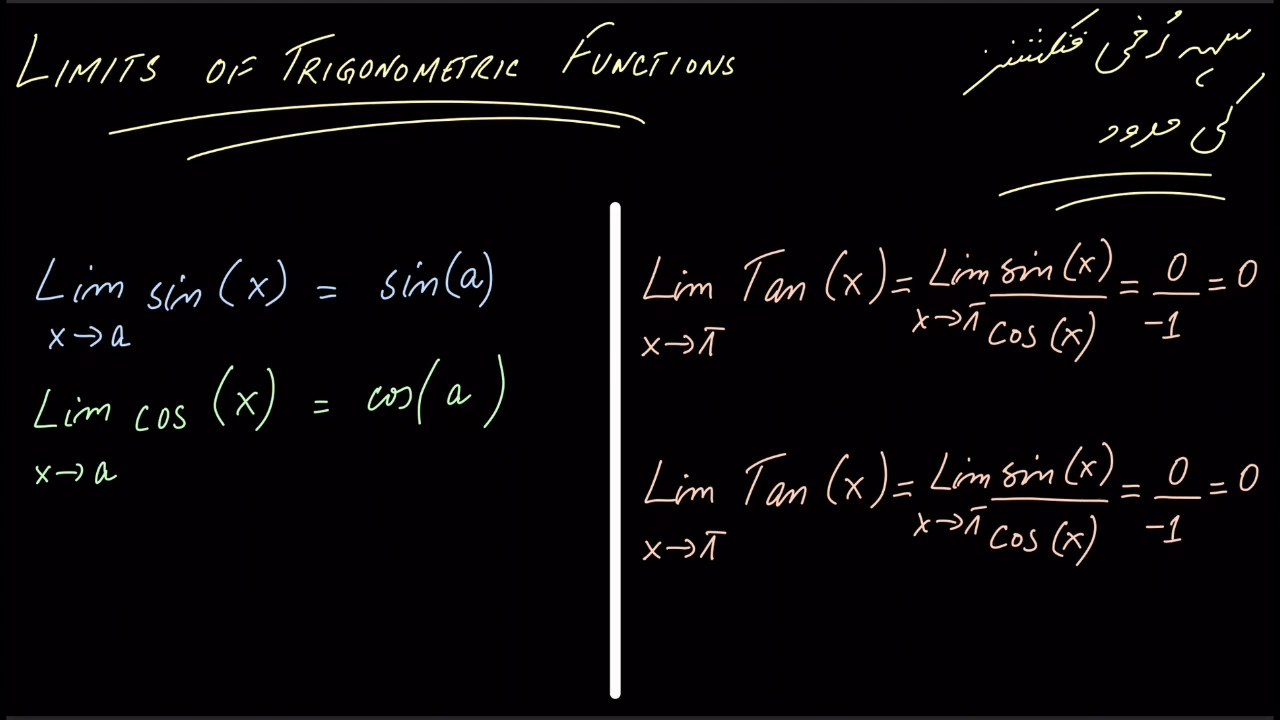 LIMITS OF TRIGONOMETRIC FUNCTIONS
سہہ رُخی فنکشنز
کی حدود
Lim sin (x) = sin(a)
x→a
Lim cos (x) = cos(a)
x→a
Lim Tan (x) = Lim sin(x)/cos(x) = 0/-1 = 0
x→π x→π
Lim Tan (x) = Lim sin(x)/cos(x) = 0/-1 = 0
x→π x→π